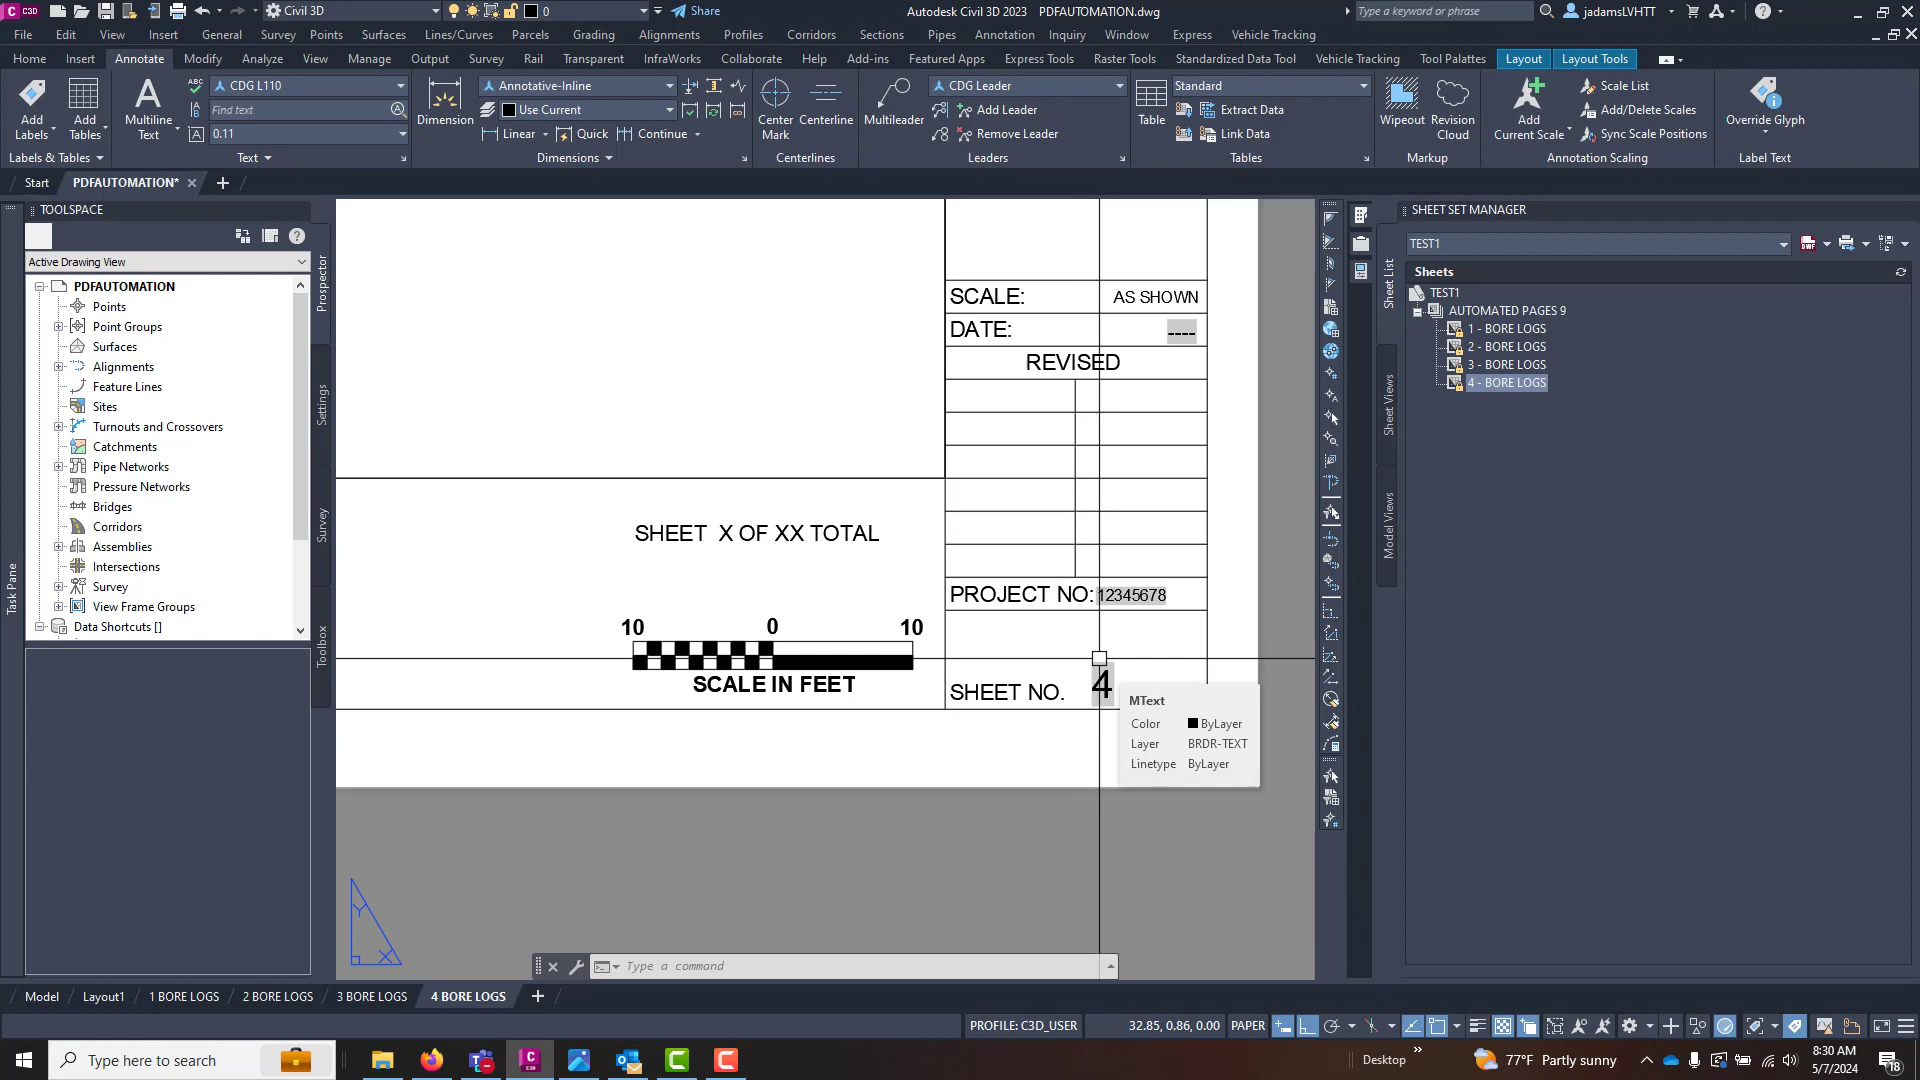 C3D
Civil 3D
0
Share
Autodesk Civil 3D 2023 PDFAUTOMATION.dwg
Type a keyword or phrase
jadamsLVHTT
File Edit View Insert General Survey Points Surfaces Lines/Curves Parcels Grading Alignments Profiles Corridors Sections Pipes Annotation Inquiry Window Express Vehicle Tracking
Home Insert Annotate Modify Analyze View Manage Output Survey Rail Transparent InfraWorks Collaborate Help Add-ins Featured Apps Express Tools Raster Tools Standardized Data Tool Vehicle Tracking Tool Palettes Layout Layout Tools
Add Labels
Add Tables
Labels & Tables
Multiline Text
ABC
CDG L110
Find text
0.11
Text
Dimension
Annotative-Inline
Use Current
Linear Quick Continue
Dimensions
Center Mark
Centerline
Centerlines
Multileader
CDG Leader
Add Leader
Remove Leader
Leaders
Table
Standard
Extract Data
Link Data
Tables
Wipeout
Revision Cloud
Markup
Add Current Scale
Scale List
Add/Delete Scales
Sync Scale Positions
Annotation Scaling
Override Glyph
Label Text
Start PDFAUTOMATION*
TOOLSPACE
Active Drawing View
PDFAUTOMATION
Points
Point Groups
Surfaces
Alignments
Feature Lines
Sites
Turnouts and Crossovers
Catchments
Pipe Networks
Pressure Networks
Bridges
Corridors
Assemblies
Intersections
Survey
View Frame Groups
Data Shortcuts []
Prospector
Settings
Survey
Toolbox
Task Pane
SCALE: AS SHOWN
DATE: ----
REVISED
SHEET X OF XX TOTAL
PROJECT NO: 12345678
10 0 10
SCALE IN FEET
SHEET NO. 4
MText
Color ByLayer
Layer BRDR-TEXT
Linetype ByLayer
Y
X
Type a command
SHEET SET MANAGER
TEST1
DWF
Sheets
TEST1
AUTOMATED PAGES 9
1 - BORE LOGS
2 - BORE LOGS
3 - BORE LOGS
4 - BORE LOGS
Sheet List
Sheet Views
Model Views
Model Layout1 1 BORE LOGS 2 BORE LOGS 3 BORE LOGS 4 BORE LOGS
PROFILE: C3D_USER 32.85, 0.86, 0.00 PAPER
Type here to search
Desktop
77°F Partly sunny
8:30 AM
5/7/2024
18